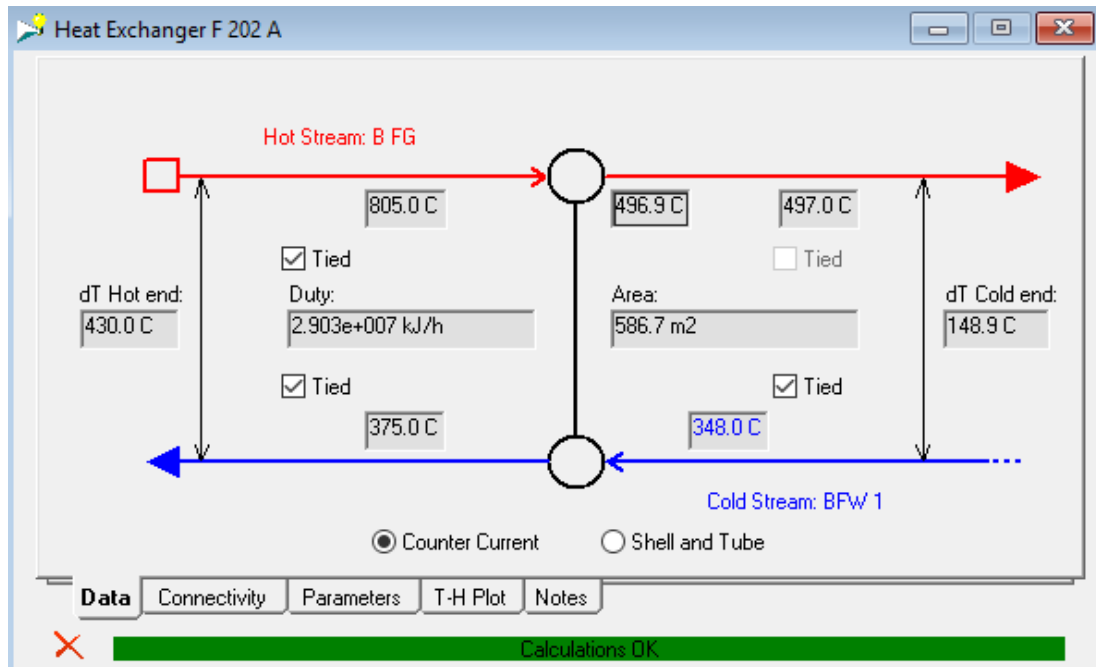 Heat Exchanger F 202 A
Hot Stream: B FG
805.0 C
496.9 C
497.0 C
Tied
Tied
dT Hot end:
Duty:
Area:
dT Cold end:
430.0 C
2.903e+007 kJ/h
586.7 m2
148.9 C
Tied
Tied
375.0 C
348.0 C
Cold Stream: BFW 1
Counter Current
Shell and Tube
Data
Connectivity
Parameters
T-H Plot
Notes
Calculations OK